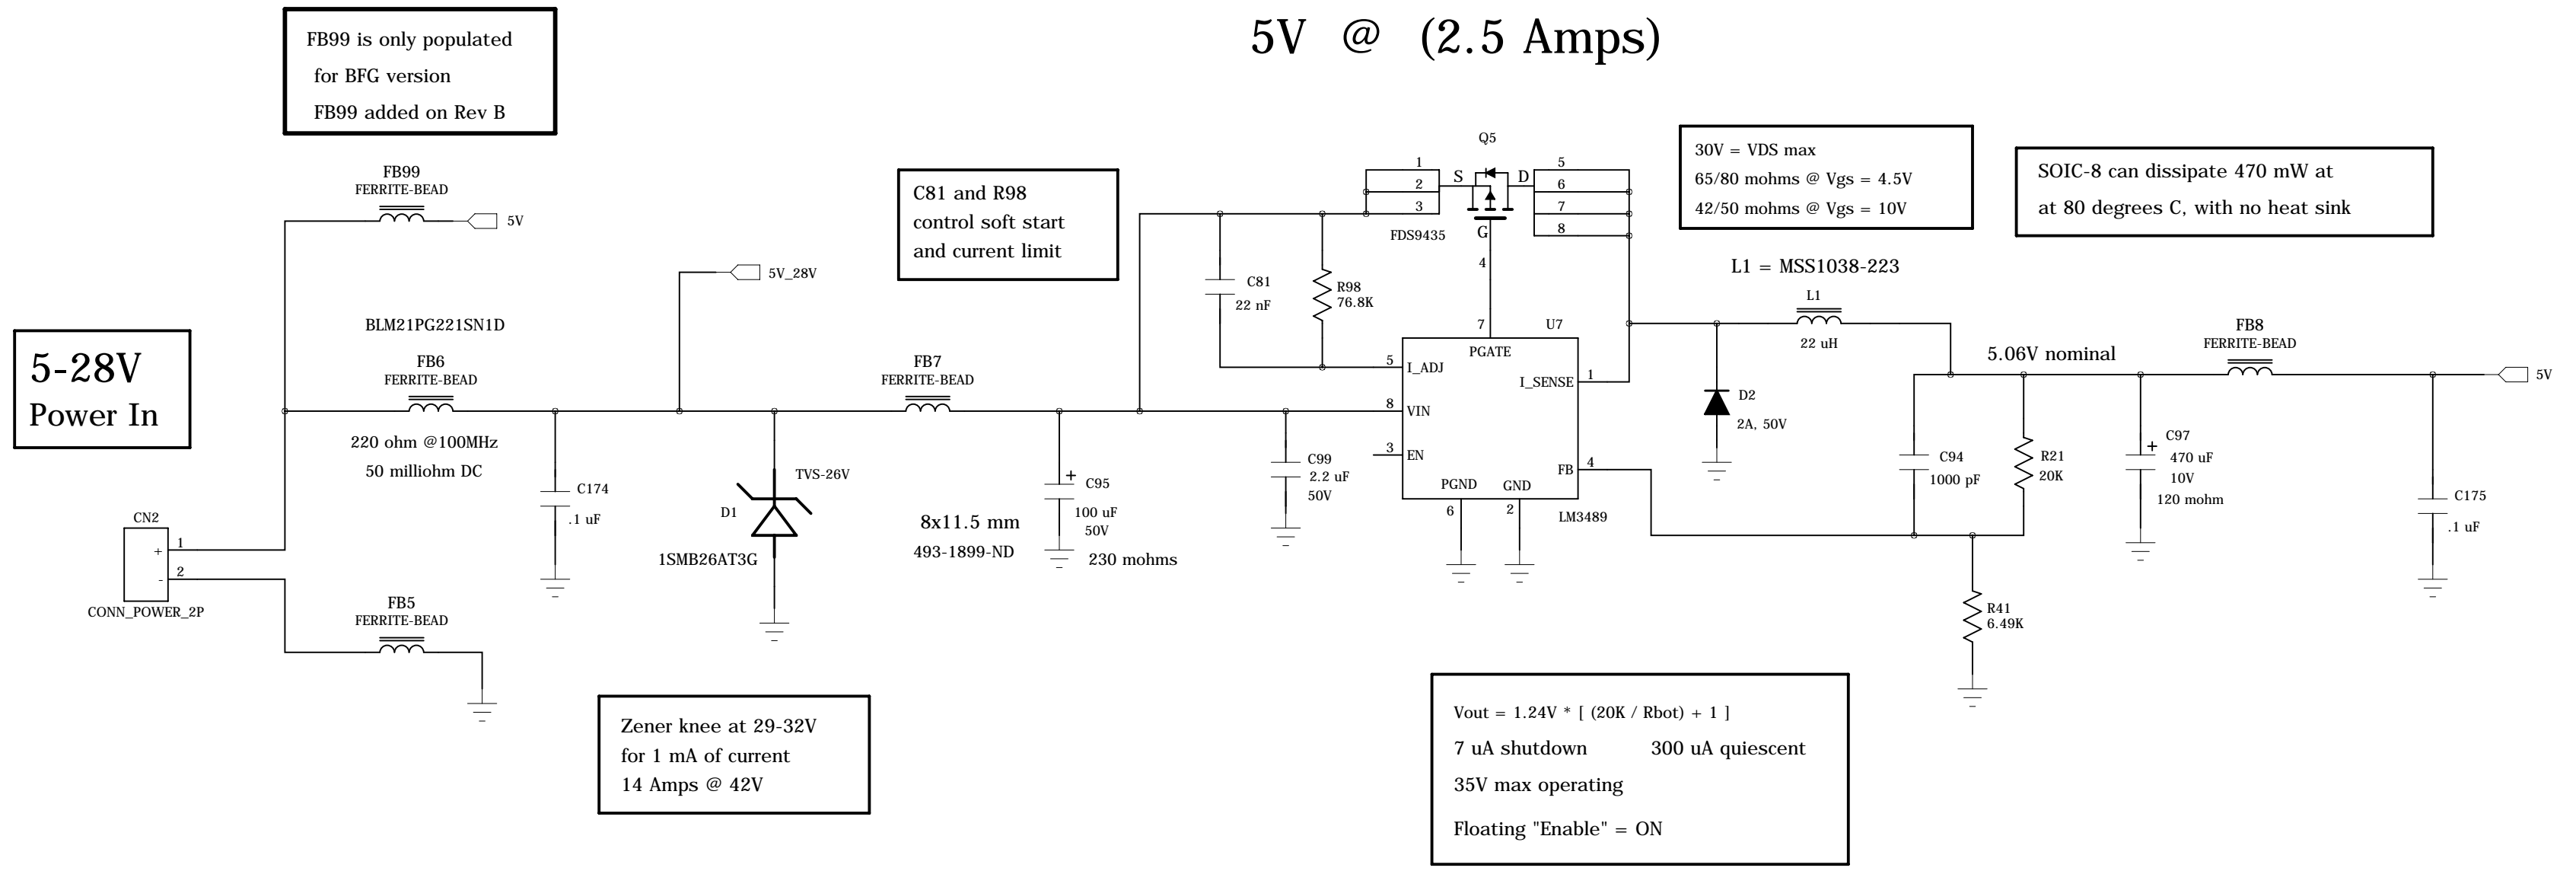 5V @ (2.5 Amps)
FB99 is only populated
for BFG version
FB99 added on Rev B
FB99
FERRITE-BEAD
5V
5V_28V
BLM21PG221SN1D
FB6
FERRITE-BEAD
220 ohm @100MHz
50 milliohm DC
5-28V
Power In
CN2
+
1
-
2
CONN_POWER_2P
FB5
FERRITE-BEAD
C174
.1 uF
TVS-26V
D1
1SMB26AT3G
Zener knee at 29-32V
for 1 mA of current
14 Amps @ 42V
FB7
FERRITE-BEAD
C81 and R98
control soft start
and current limit
8x11.5 mm
493-1899-ND
+
C95
100 uF
50V
230 mohms
C81
22 nF
R98
76.8K
C99
2.2 uF
50V
Q5
1
2
3
S
D
G
4
5
6
7
8
FDS9435
30V = VDS max
65/80 mohms @ Vgs = 4.5V
42/50 mohms @ Vgs = 10V
SOIC-8 can dissipate 470 mW at
at 80 degrees C, with no heat sink
7
U7
PGATE
5
I_ADJ
I_SENSE
1
8
VIN
3
EN
FB
4
PGND
GND
6
2
LM3489
L1 = MSS1038-223
L1
22 uH
D2
2A, 50V
5.06V nominal
FB8
FERRITE-BEAD
5V
C94
1000 pF
R21
20K
+
C97
470 uF
10V
120 mohm
C175
.1 uF
R41
6.49K
Vout = 1.24V * [ (20K / Rbot) + 1 ]
7 uA shutdown 300 uA quiescent
35V max operating
Floating "Enable" = ON